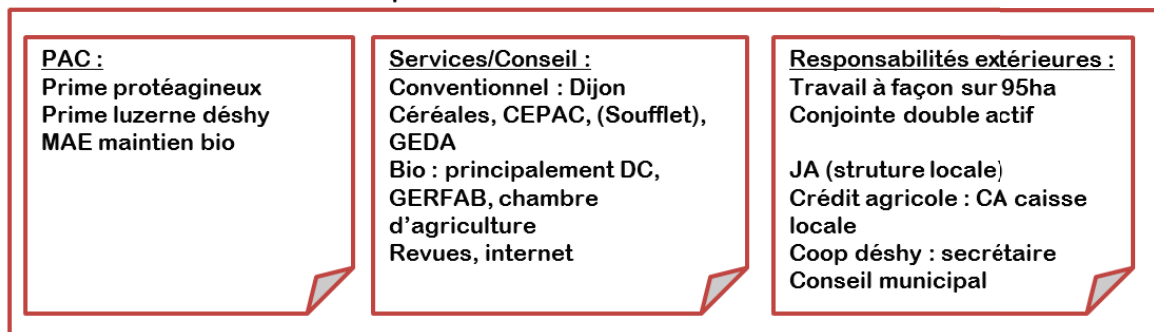 PAC :
Prime protéagineux
Prime luzerne déshy
MAE maintien bio
Services/Conseil :
Conventionnel : Dijon
Céréales, CEPAC, (Soufflet),
GEDA
Bio : principalement DC,
GERFAB, chambre
d'agriculture
Revues, internet
Responsabilités extérieures :
Travail à façon sur 95ha
Conjointe double actif
JA (struture locale)
Crédit agricole : CA caisse
locale
Coop déshy : secrétaire
Conseil municipal